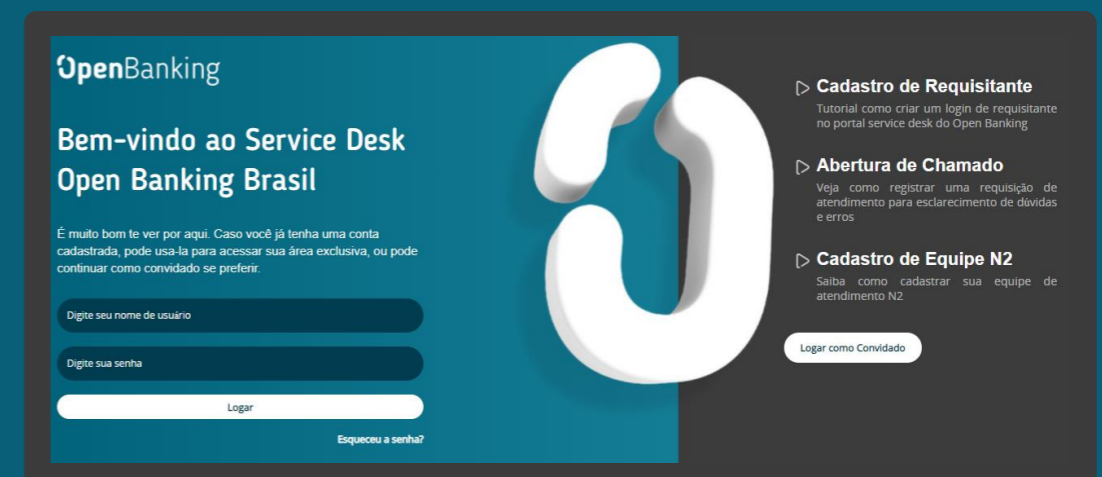 OpenBanking
Bem-vindo ao Service Desk
Open Banking Brasil
É muito bom te ver por aqui. Caso você já tenha uma conta
cadastrada, pode usa-la para acessar sua área exclusiva, ou pode
continuar como convidado se preferir.
Digite seu nome de usuário
Digite sua senha
Logar
Esqueceu a senha?
Cadastro de Requisitante
Tutorial como criar um login de requisitante
no portal service desk do Open Banking
Abertura de Chamado
Veja como registrar uma requisição de
atendimento para esclarecimento de dúvidas
e erros
Cadastro de Equipe N2
Saiba como cadastrar sua equipe de
atendimento N2
Logar como Convidado